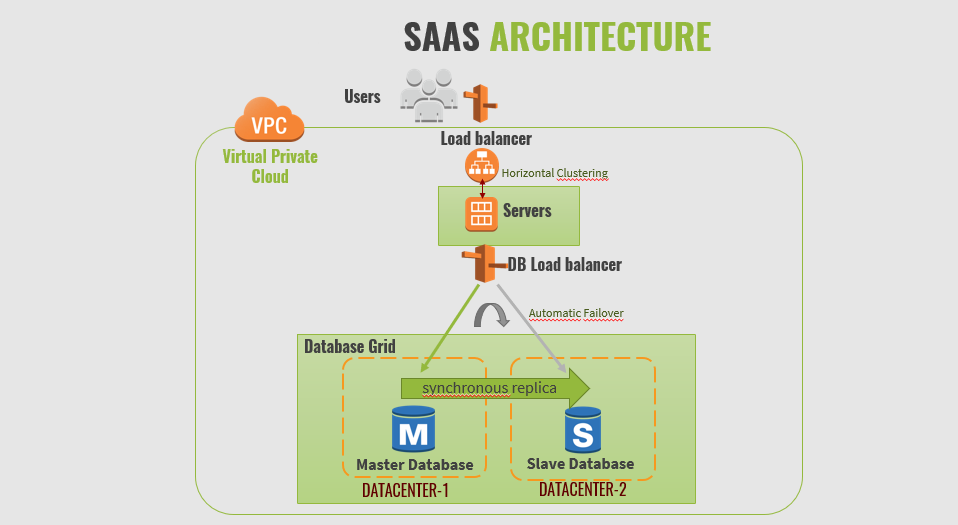 SAAS ARCHITECTURE
Users
VPC
Virtual Private
Cloud
Load balancer
Horizontal Clustering
Servers
DB Load balancer
Automatic Failover
Database Grid
synchronous replica
M
S
Master Database
Slave Database
DATACENTER-1
DATACENTER-2